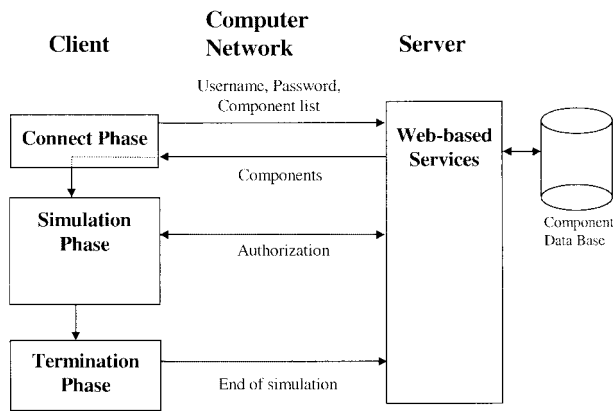 Client
Computer
Network
Server
Username, Password,
Component list
Connect Phase
Web-based
Services
Components
Simulation
Phase
Authorization
Component
Data Base
Termination
Phase
End of simulation